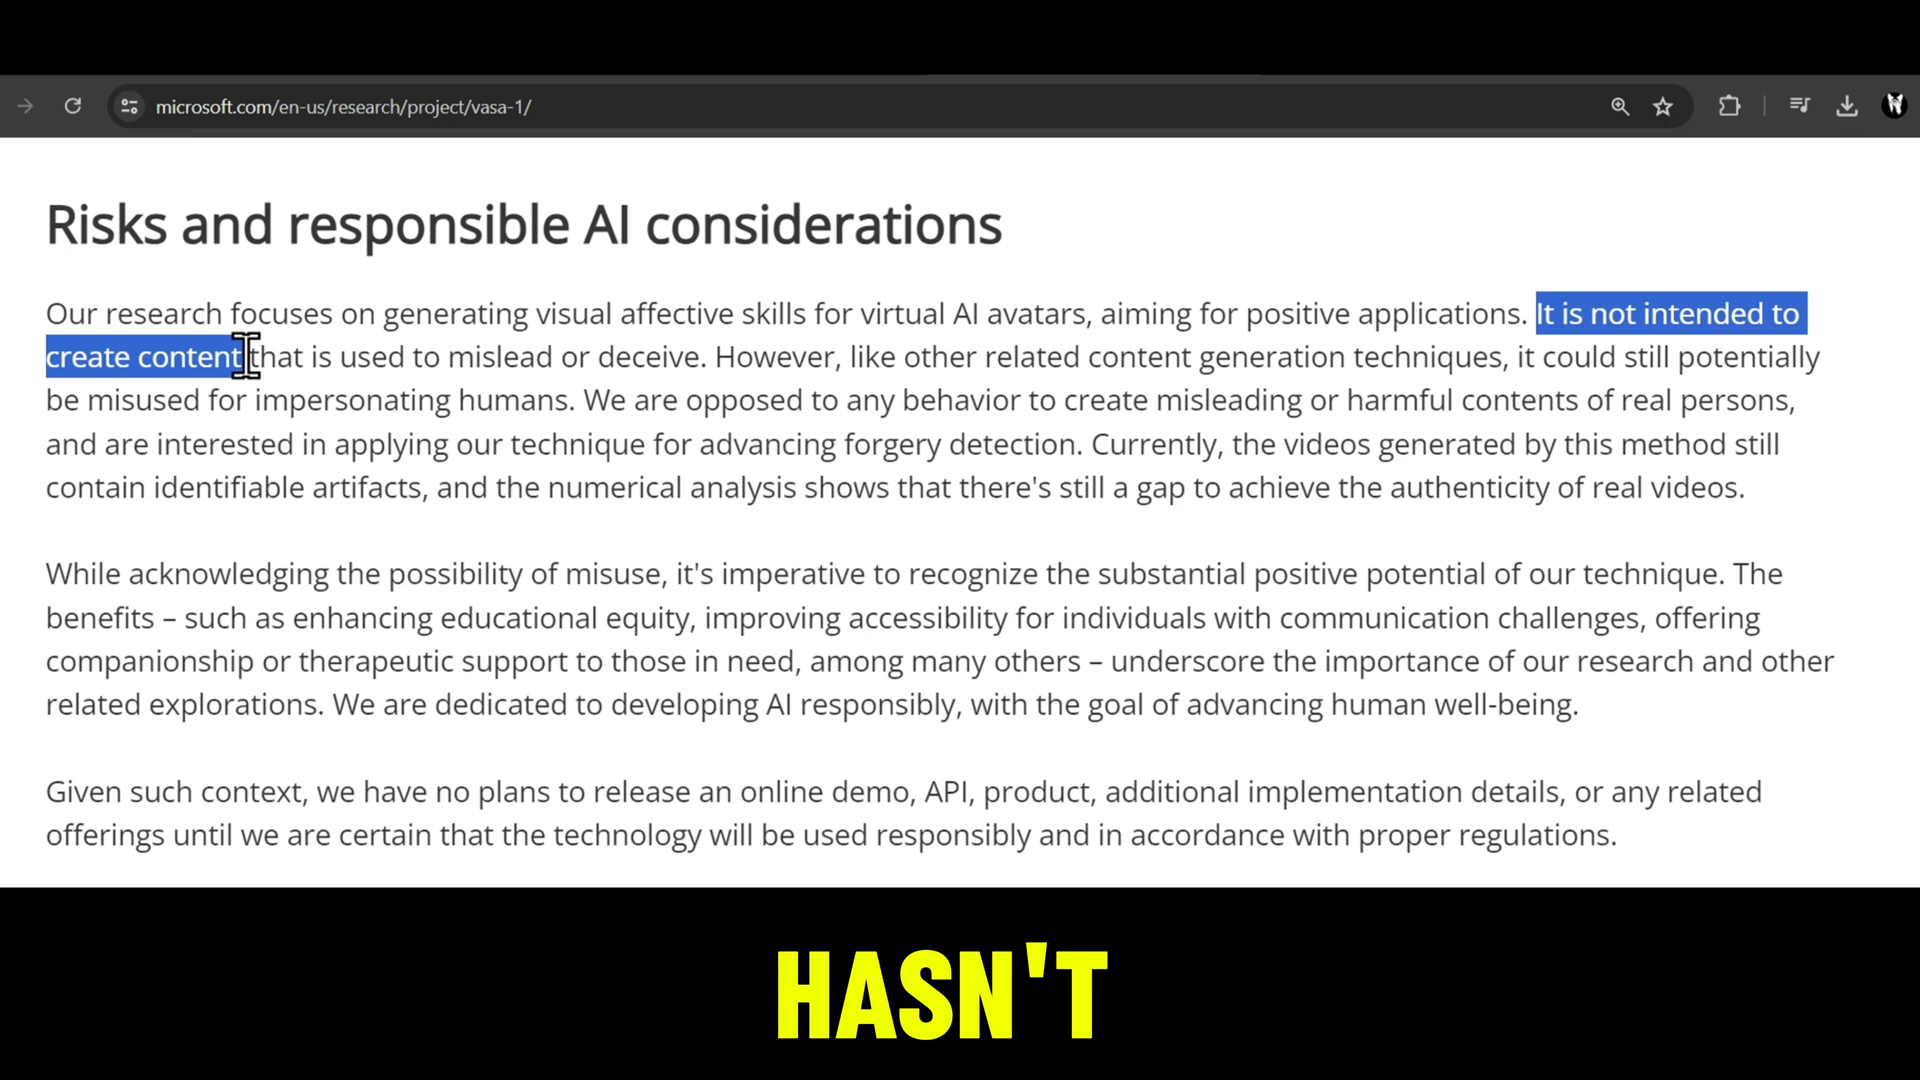 microsoft.com/en-us/research/project/vasa-1/
Risks and responsible AI considerations
Our research focuses on generating visual affective skills for virtual AI avatars, aiming for positive applications. It is not intended to
create content that is used to mislead or deceive. However, like other related content generation techniques, it could still potentially
be misused for impersonating humans. We are opposed to any behavior to create misleading or harmful contents of real persons,
and are interested in applying our technique for advancing forgery detection. Currently, the videos generated by this method still
contain identifiable artifacts, and the numerical analysis shows that there's still a gap to achieve the authenticity of real videos.
While acknowledging the possibility of misuse, it's imperative to recognize the substantial positive potential of our technique. The
benefits – such as enhancing educational equity, improving accessibility for individuals with communication challenges, offering
companionship or therapeutic support to those in need, among many others – underscore the importance of our research and other
related explorations. We are dedicated to developing AI responsibly, with the goal of advancing human well-being.
Given such context, we have no plans to release an online demo, API, product, additional implementation details, or any related
offerings until we are certain that the technology will be used responsibly and in accordance with proper regulations.
HASN'T